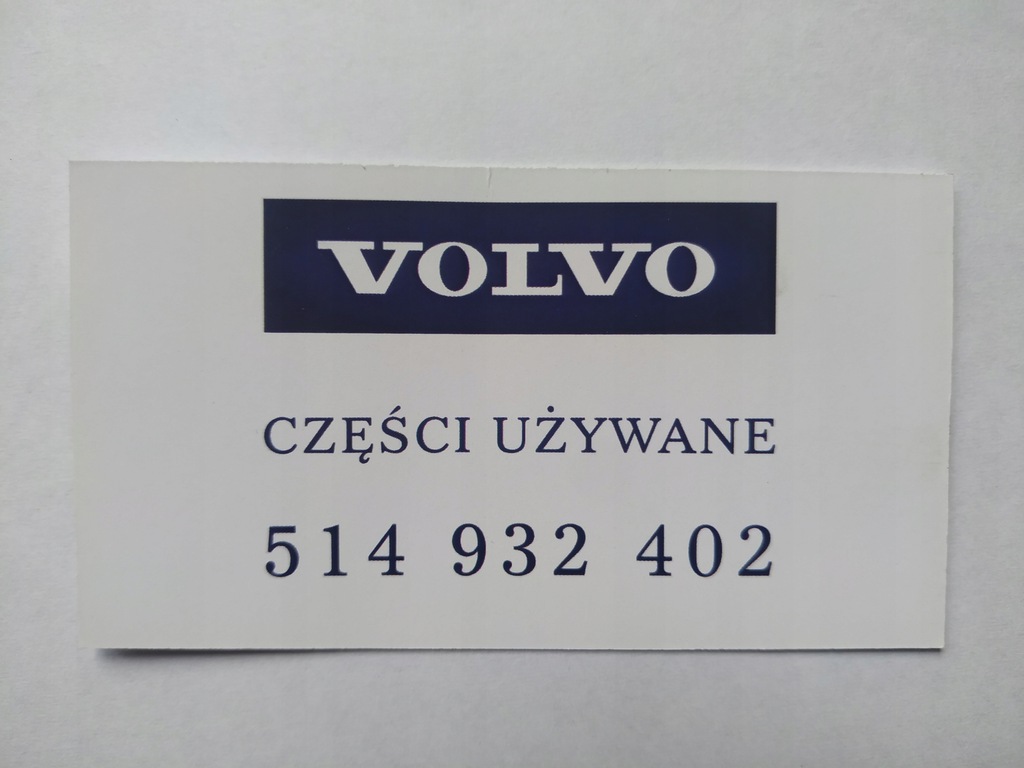 VOLVO
CZĘŚCI UŻYWANE
514 932 402